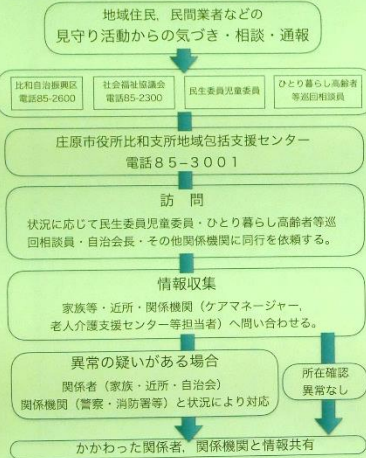 地域住民、民間業者などの
見守り活動からの気づき・相談・通報
比和自治振興区
電話85-2600
社会福祉協議会
電話85-2300
民生委員児童委員
ひとり暮らし高齢者
等巡回相談員
庄原市役所比和支所地域包括支援センター
電話85-3001
訪　問
状況に応じて民生委員児童委員・ひとり暮らし高齢者等巡
回相談員・自治会長・その他関係機関に同行を依頼する。
情報収集
家族等・近所・関係機関（ケアマネージャー，
老人介護支援センター等担当者）へ問い合わせる。
異常の疑いがある場合
関係者（家族・近所・自治会）
関係機関（警察・消防署等）と状況により対応
所在確認
異常なし
かかわった関係者，関係機関と情報共有